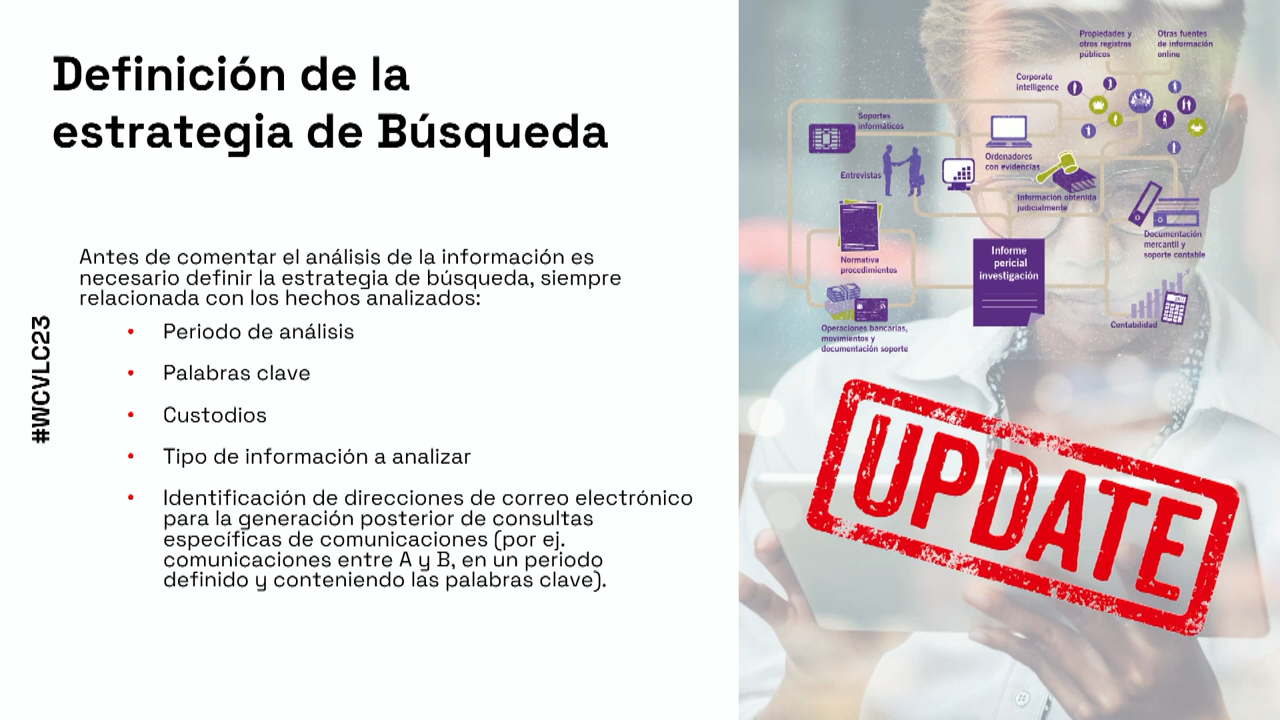 Definición de la
estrategia de Búsqueda
Antes de comentar el análisis de la información es
necesario definir la estrategia de búsqueda, siempre
relacionada con los hechos analizados:
• Periodo de análisis
• Palabras clave
• Custodios
• Tipo de información a analizar
• Identificación de direcciones de correo electrónico
para la generación posterior de consultas
específicas de comunicaciones (por ej.
comunicaciones entre A y B, en un periodo
definido y conteniendo las palabras clave).
#WCVLC23
Propiedades y
otros registros
públicos
Otras fuentes
de información
online
Corporate
intelligence
Soportes
informáticos
Ordenadores
con evidencias
Entrevistas
Información obtenida
judicialmente
Normativa
procedimientos
Informe
pericial
investigación
Documentación
mercantil y
soporte contable
Operaciones bancarias,
movimientos y
documentación soporte
Contabilidad
UPDATE